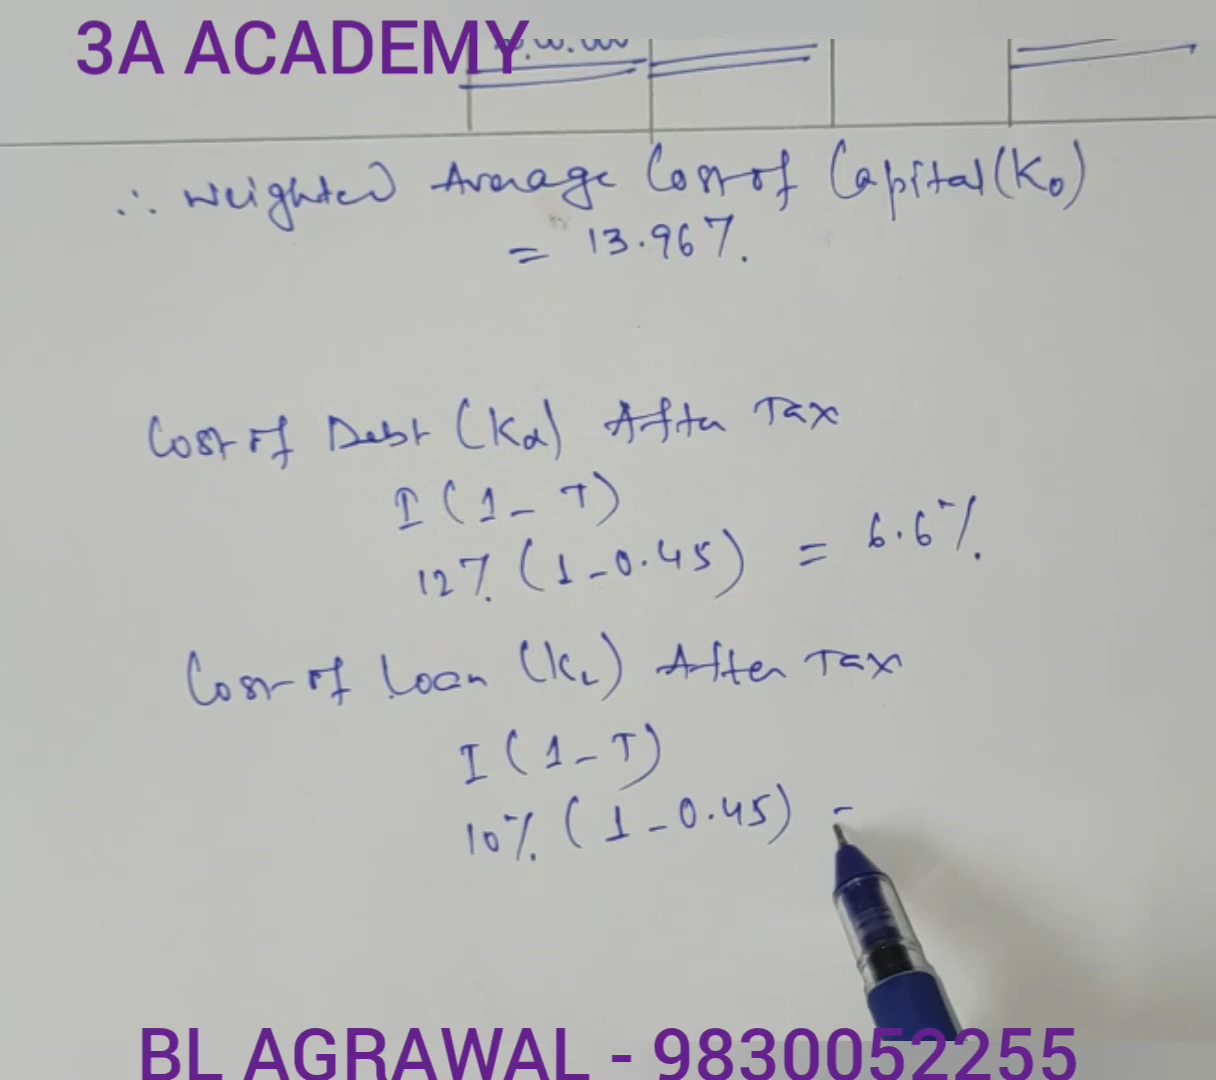 3A ACADEMY
∴ Weighted Average Cost of Capital (K₀)
= 13.96%
Cost of Debt (Kd) After Tax
I (1 - T)
12% (1 - 0.45) = 6.6%
Cost of Loan (KL) After Tax
I (1 - T)
10% (1 - 0.45) -
BL AGRAWAL - 9830052255